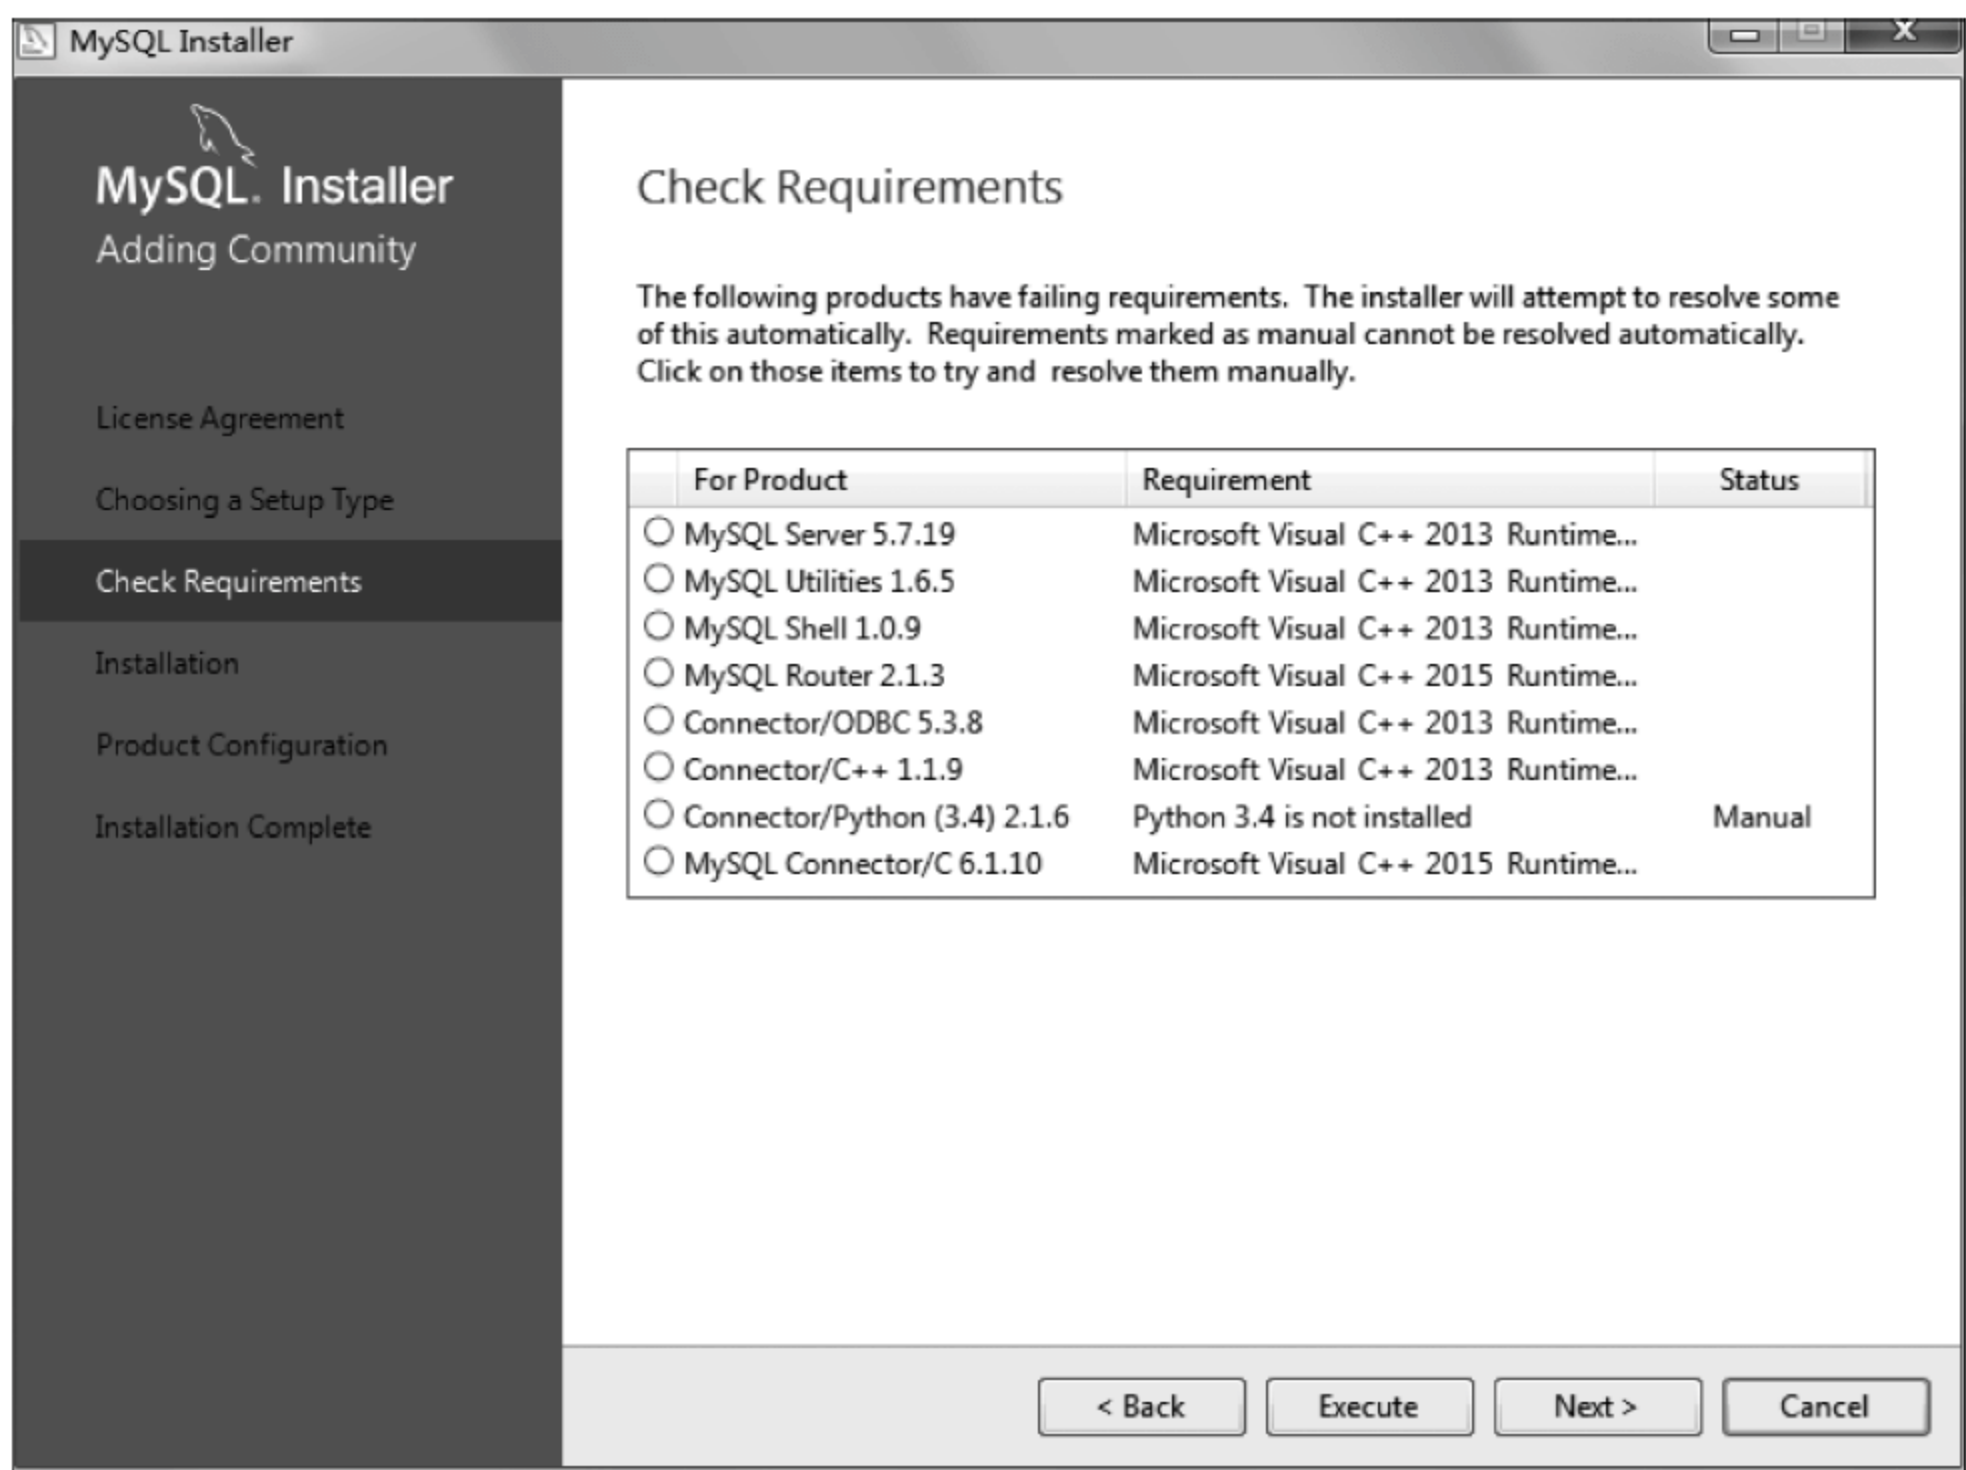 MySQL Installer
MySQL. Installer
Adding Community
License Agreement
Choosing a Setup Type
Check Requirements
Installation
Product Configuration
Installation Complete
Check Requirements
The following products have failing requirements. The installer will attempt to resolve some
of this automatically. Requirements marked as manual cannot be resolved automatically.
Click on those items to try and resolve them manually.
For Product Requirement Status
MySQL Server 5.7.19 Microsoft Visual C++ 2013 Runtime...
MySQL Utilities 1.6.5 Microsoft Visual C++ 2013 Runtime...
MySQL Shell 1.0.9 Microsoft Visual C++ 2013 Runtime...
MySQL Router 2.1.3 Microsoft Visual C++ 2015 Runtime...
Connector/ODBC 5.3.8 Microsoft Visual C++ 2013 Runtime...
Connector/C++ 1.1.9 Microsoft Visual C++ 2013 Runtime...
Connector/Python (3.4) 2.1.6 Python 3.4 is not installed Manual
MySQL Connector/C 6.1.10 Microsoft Visual C++ 2015 Runtime...
< Back Execute Next > Cancel